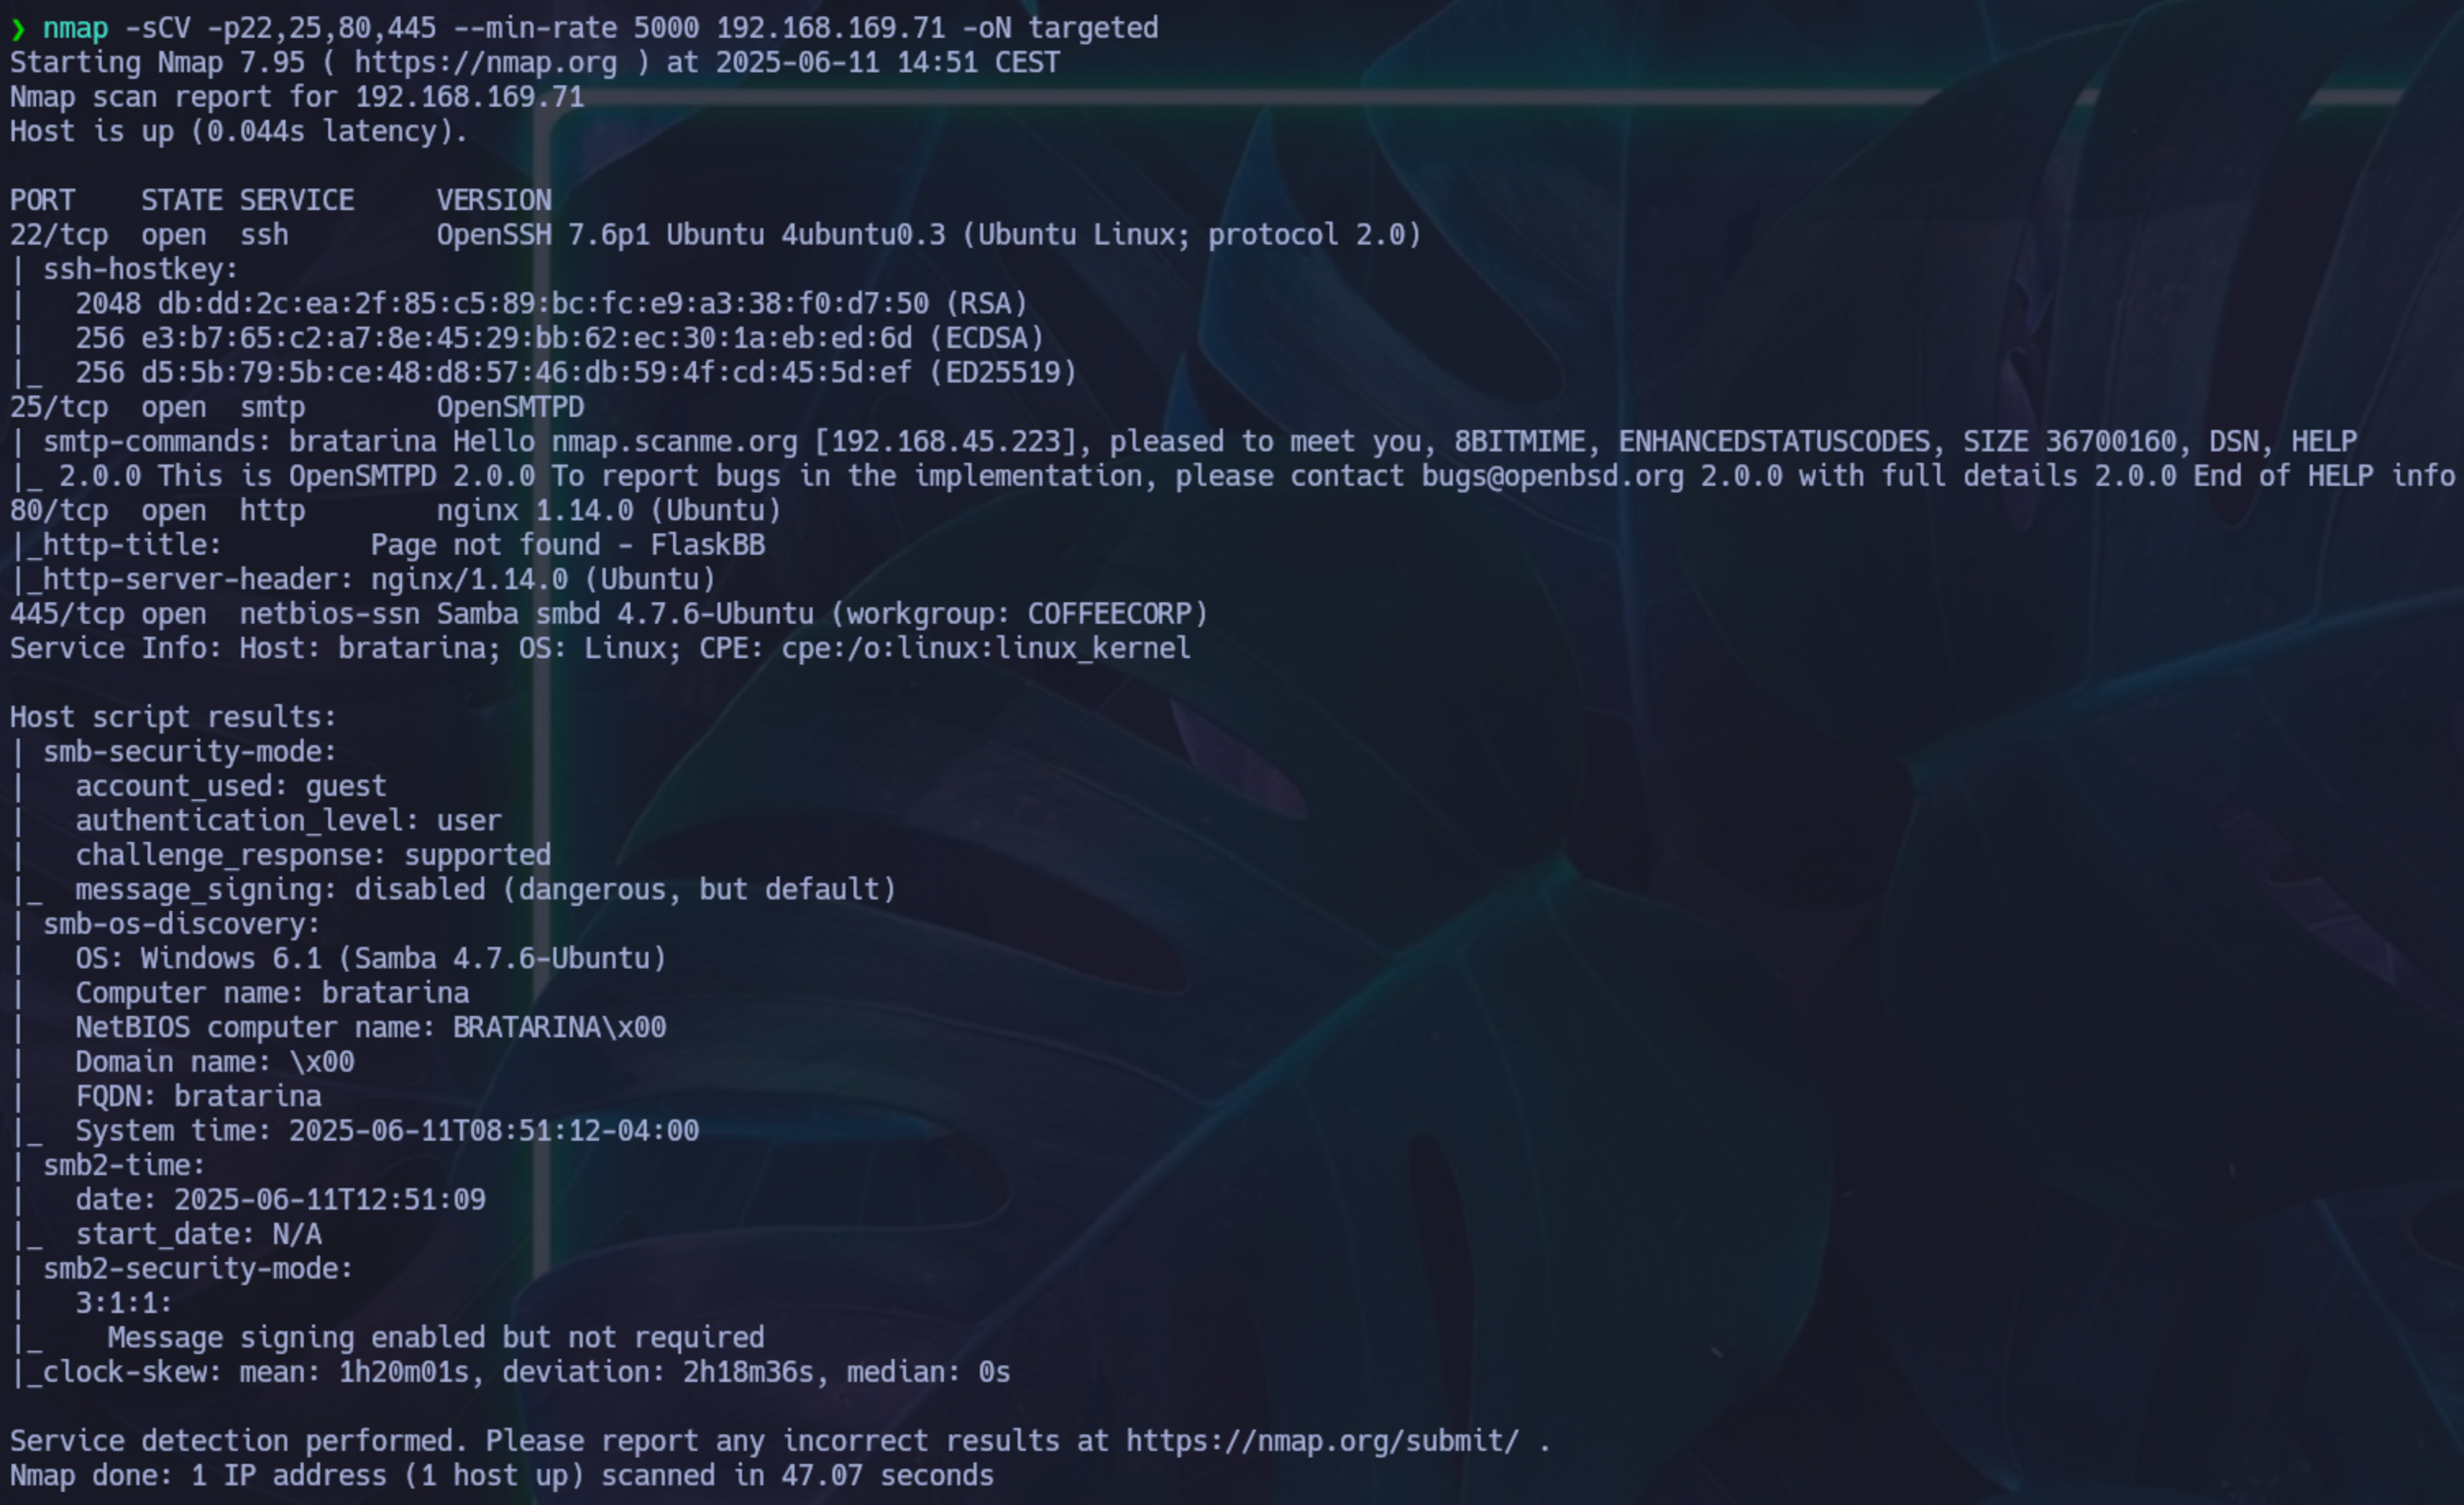 ❯ nmap -sCV -p22,25,80,445 --min-rate 5000 192.168.169.71 -oN targeted
Starting Nmap 7.95 ( https://nmap.org ) at 2025-06-11 14:51 CEST
Nmap scan report for 192.168.169.71
Host is up (0.044s latency).

PORT    STATE SERVICE     VERSION
22/tcp  open  ssh         OpenSSH 7.6p1 Ubuntu 4ubuntu0.3 (Ubuntu Linux; protocol 2.0)
| ssh-hostkey:
|   2048 db:dd:2c:ea:2f:85:c5:89:bc:fc:e9:a3:38:f0:d7:50 (RSA)
|   256 e3:b7:65:c2:a7:8e:45:29:bb:62:ec:30:1a:eb:ed:6d (ECDSA)
|_  256 d5:5b:79:5b:ce:48:d8:57:46:db:59:4f:cd:45:5d:ef (ED25519)
25/tcp  open  smtp        OpenSMTPD
| smtp-commands: bratarina Hello nmap.scanme.org [192.168.45.223], pleased to meet you, 8BITMIME, ENHANCEDSTATUSCODES, SIZE 36700160, DSN, HELP
|_ 2.0.0 This is OpenSMTPD 2.0.0 To report bugs in the implementation, please contact bugs@openbsd.org 2.0.0 with full details 2.0.0 End of HELP info
80/tcp  open  http        nginx 1.14.0 (Ubuntu)
|_http-title:         Page not found - FlaskBB
|_http-server-header: nginx/1.14.0 (Ubuntu)
445/tcp open  netbios-ssn Samba smbd 4.7.6-Ubuntu (workgroup: COFFEECORP)
Service Info: Host: bratarina; OS: Linux; CPE: cpe:/o:linux:linux_kernel

Host script results:
| smb-security-mode:
|   account_used: guest
|   authentication_level: user
|   challenge_response: supported
|_  message_signing: disabled (dangerous, but default)
| smb-os-discovery:
|   OS: Windows 6.1 (Samba 4.7.6-Ubuntu)
|   Computer name: bratarina
|   NetBIOS computer name: BRATARINA\x00
|   Domain name: \x00
|   FQDN: bratarina
|_  System time: 2025-06-11T08:51:12-04:00
| smb2-time:
|   date: 2025-06-11T12:51:09
|_  start_date: N/A
| smb2-security-mode:
|   3:1:1:
|_    Message signing enabled but not required
|_clock-skew: mean: 1h20m01s, deviation: 2h18m36s, median: 0s

Service detection performed. Please report any incorrect results at https://nmap.org/submit/ .
Nmap done: 1 IP address (1 host up) scanned in 47.07 seconds